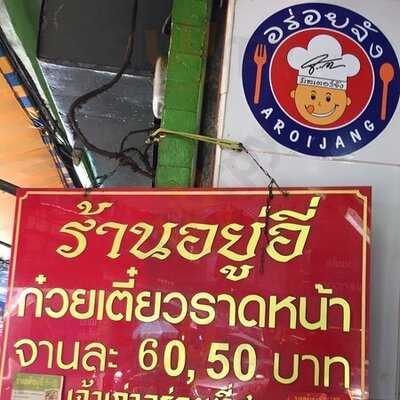 อร่อยจัง
AROIJANG
ร้านอยู่อี่
ก๋วยเตี๋ยวราดหน้า
จานละ 60, 50 บาท